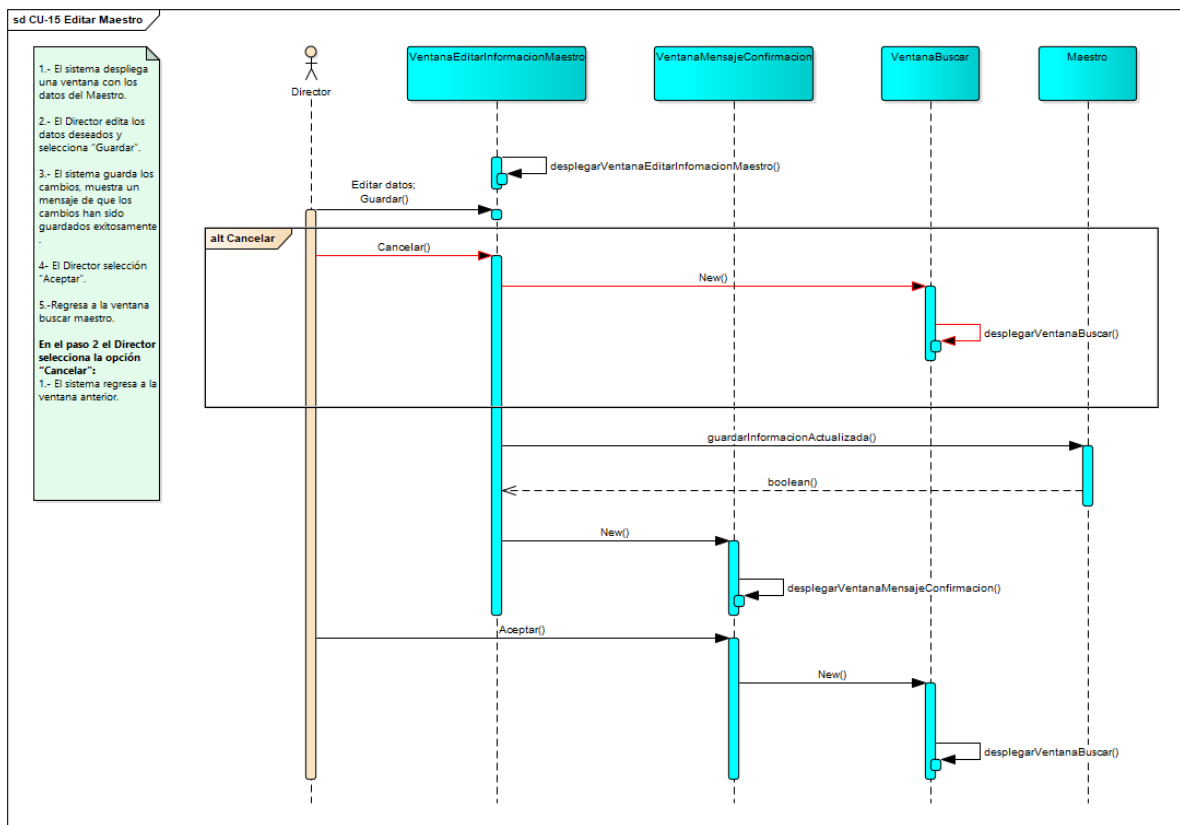 sd CU-15 Editar Maestro
1.- El sistema despliega
una ventana con los
datos del Maestro.
2.- El Director edita los
datos deseados y
selecciona “Guardar”.
3.- El sistema guarda los
cambios, muestra un
mensaje de que los
cambios han sido
guardados exitosamente
.
4- El Director selección
“Aceptar”.
5.-Regresa a la ventana
buscar maestro.
En el paso 2 el Director
selecciona la opción
“Cancelar”:
1.- El sistema regresa a la
ventana anterior.
Director
VentanaEditarInformacionMaestro
VentanaMensajeConfirmacion
VentanaBuscar
Maestro
desplegarVentanaEditarInfomacionMaestro()
Editar datos;
Guardar()
alt Cancelar
Cancelar()
New()
desplegarVentanaBuscar()
guardarInformacionActualizada()
boolean()
New()
desplegarVentanaMensajeConfirmacion()
Aceptar()
New()
desplegarVentanaBuscar()